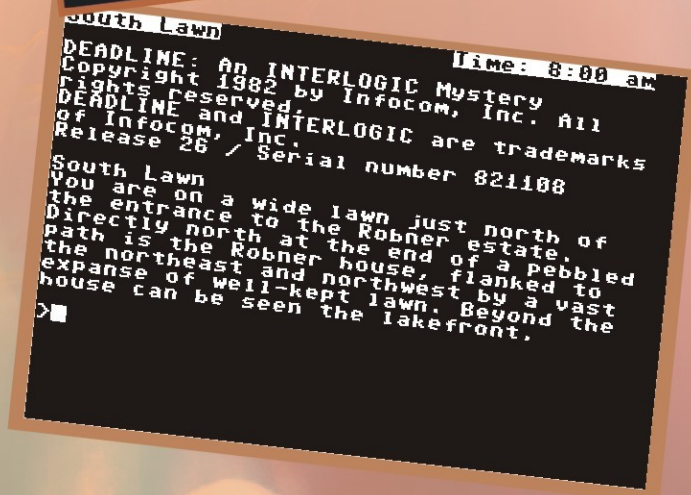 South Lawn
Time: 8:00 am
DEADLINE: An INTERLOGIC Mystery
Copyright 1982 by Infocom, Inc. All
rights reserved.
DEADLINE and INTERLOGIC are trademarks
of Infocom, Inc.
Release 26 / Serial number 821108
South Lawn
You are on a wide lawn just north of
the entrance to the Robner estate.
Directly north at the end of a pebbled
path is the Robner house, flanked to
the northeast and northwest by a vast
expanse of well-kept lawn. Beyond the
house can be seen the lakefront.
>